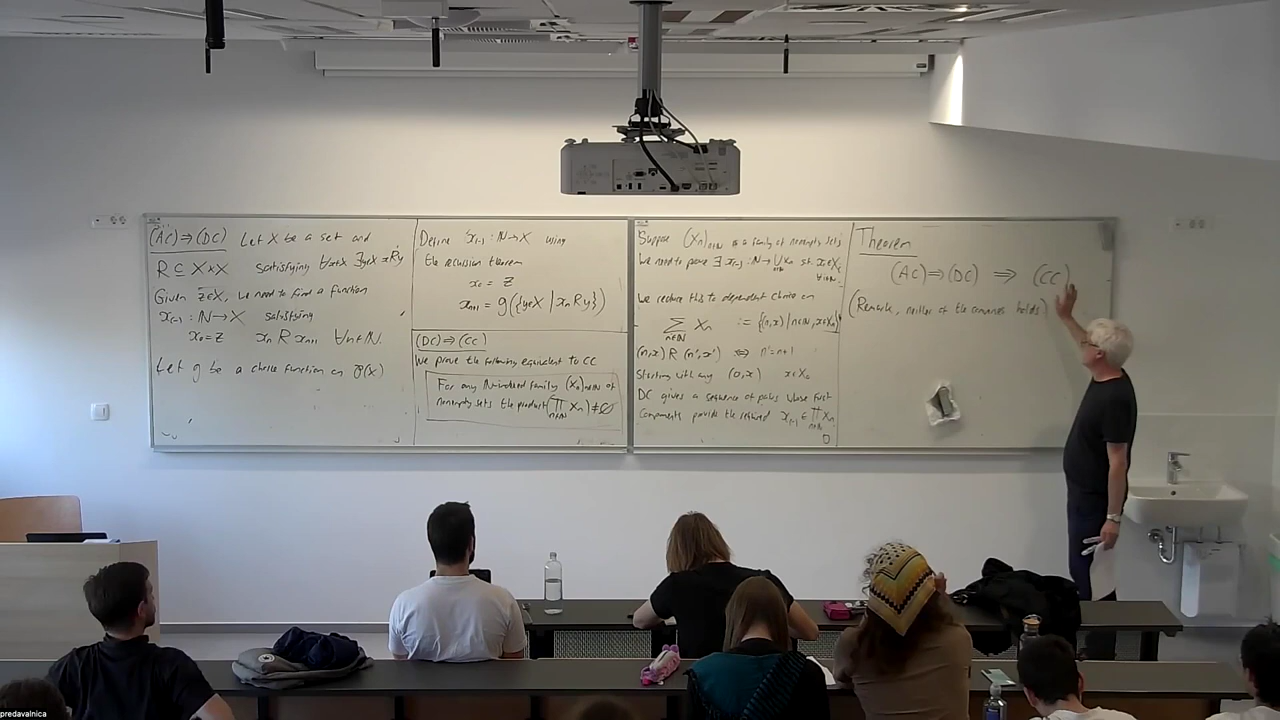 (AC)⇒(DC) Let X be a set and
R ⊆ X×X satisfying ∀x∈X ∃y∈X xRy
Given z∈X, we need to find a function
x₍₋₎ : ℕ→X satisfying
x₀=z xₙ R xₙ₊₁ ∀n∈ℕ.
Let g be a choice function on 𝒫(X)
Define x₍₋₎ : ℕ→X using
the recursion theorem
x₀ = z
xₙ₊₁ = g({y∈X | xₙRy})
(DC)⇒(CC)
We prove the following equivalent to CC
For any ℕ-indexed family (Xₙ)ₙ∈ℕ of
nonempty sets the product (∏ₙ∈ℕ Xₙ) ≠ ∅
Suppose (Xₙ)ₙ∈ℕ is a family of nonempty sets
We need to prove ∃ x₍₋₎ : ℕ→⋃ₙ∈ℕ Xₙ st. xₙ∈Xₙ
∀n∈ℕ
We reduce this to dependent choice on
∑ₙ∈ℕ Xₙ := {(n,x) | n∈ℕ, x∈Xₙ}
(n,x) R (n',x') ⇔ n'=n+1
Starting with any (0,x) x∈X₀
DC gives a sequence of pairs whose
components provide the required x₍₋₎ ∈ ∏ₙ∈ℕ Xₙ
□
Theorem
(AC)⇒(DC) ⇒ (CC)
(Remark, neither of the converses holds)
predavalnica